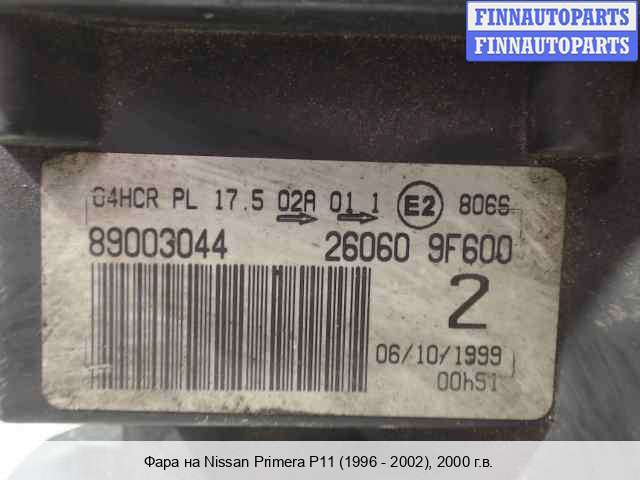 FINNAUTOPARTS
FINNAUTOPARTS
04HCR PL 17.5 02A 01 1 E2 8066
89003044 26060 9F600
2
06/10/1999
00h51
Фара на Nissan Primera P11 (1996 - 2002), 2000 г.в.